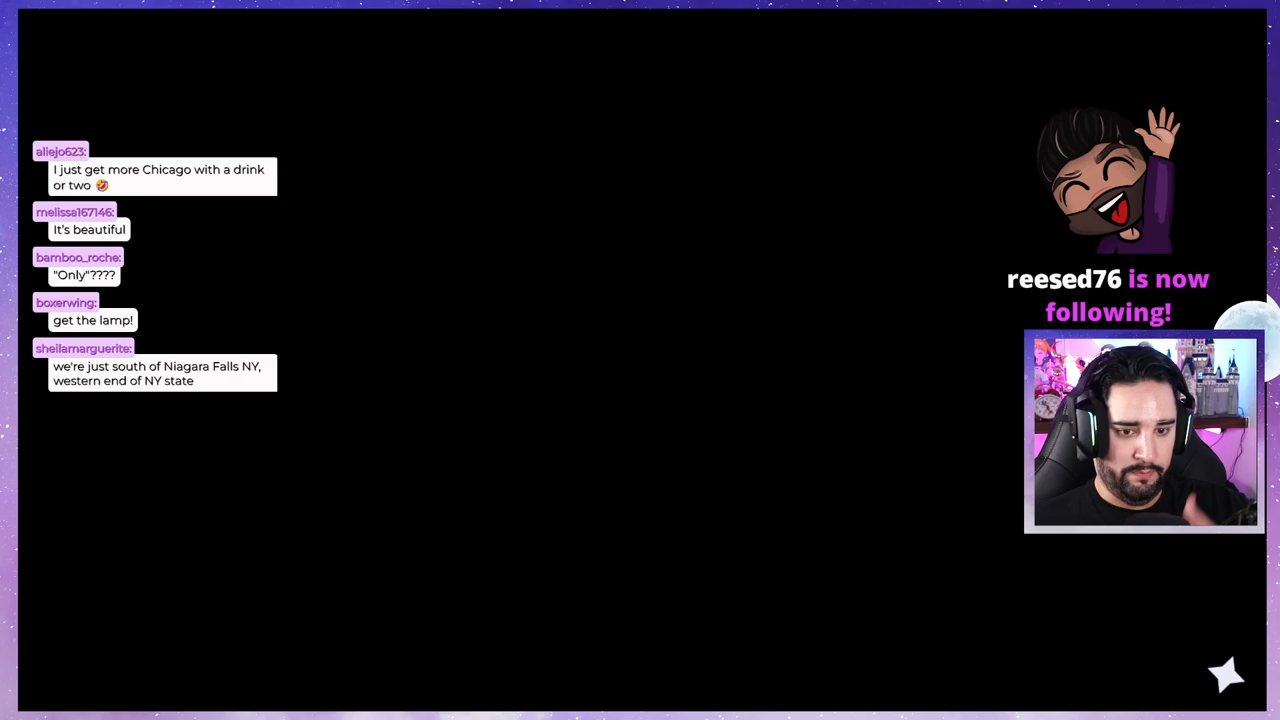 aliejo623:
I just get more Chicago with a drink
or two 🤣
melissa167146:
It's beautiful
bamboo_roche:
"Only"????
boxerwing:
get the lamp!
sheilamarguerite:
we're just south of Niagara Falls NY,
western end of NY state
reesed76 is now
following!